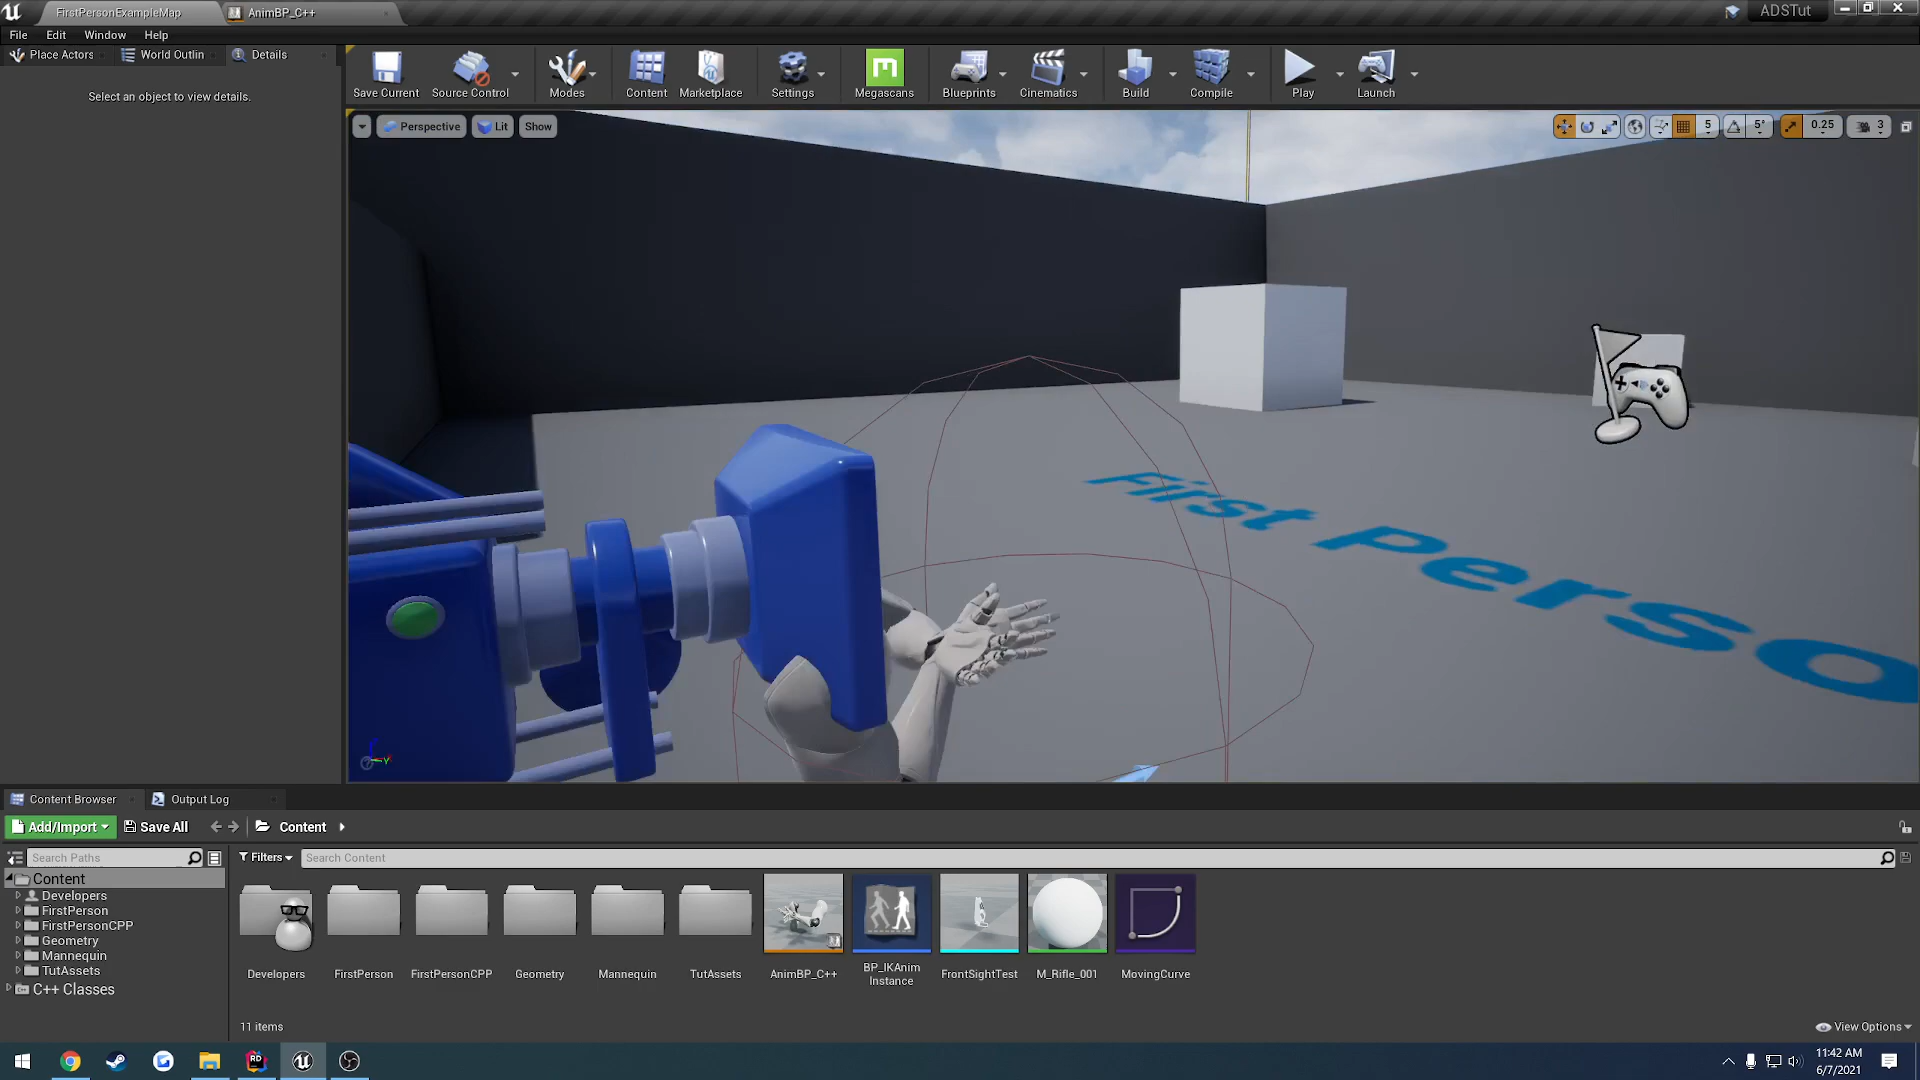 FirstPersonExampleMap
AnimBP_C++
ADSTut
File Edit Window Help
Place Actors
World Outlin
Details
Select an object to view details.
Save Current
Source Control
Modes
Content
Marketplace
Settings
Megascans
Blueprints
Cinematics
Build
Compile
Play
Launch
Perspective
Lit
Show
5
5°
0.25
3
First Perso
Content Browser
Output Log
Add/Import
Save All
Content
Search Paths
Filters
Search Content
Content
Developers
FirstPerson
FirstPersonCPP
Geometry
Mannequin
TutAssets
C++ Classes
Developers
FirstPerson
FirstPersonCPP
Geometry
Mannequin
TutAssets
AnimBP_C++
BP_IKAnim
Instance
FrontSightTest
M_Rifle_001
MovingCurve
11 items
View Options
RD
11:42 AM
6/7/2021